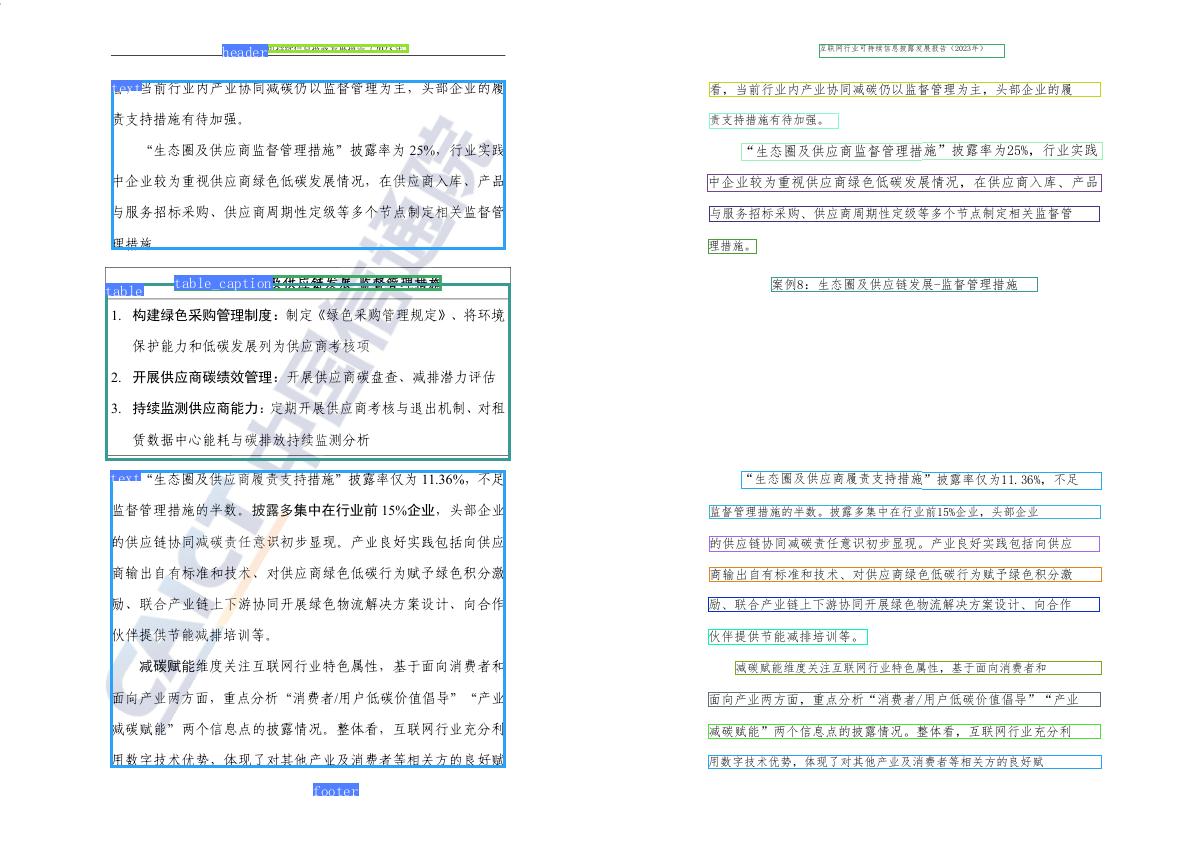 header
text 当前行业内产业协同减碳仍以监督管理为主，头部企业的履
责支持措施有待加强。
“生态圈及供应商监督管理措施”披露率为 25%，行业实践
中企业较为重视供应商绿色低碳发展情况，在供应商入库、产品
与服务招标采购、供应商周期性定级等多个节点制定相关监督管
理措施
table_caption 及供应链发展-监督管理措施
table
1. 构建绿色采购管理制度：制定《绿色采购管理规定》、将环境
保护能力和低碳发展列为供应商考核项
2. 开展供应商碳绩效管理：开展供应商碳盘查、减排潜力评估
3. 持续监测供应商能力：定期开展供应商考核与退出机制、对租
赁数据中心能耗与碳排放持续监测分析
text “生态圈及供应商履责支持措施”披露率仅为 11.36%，不足
监督管理措施的半数。披露多集中在行业前 15%企业，头部企业
的供应链协同减碳责任意识初步显现。产业良好实践包括向供应
商输出自有标准和技术、对供应商绿色低碳行为赋予绿色积分激
励、联合产业链上下游协同开展绿色物流解决方案设计、向合作
伙伴提供节能减排培训等。
减碳赋能维度关注互联网行业特色属性，基于面向消费者和
面向产业两方面，重点分析“消费者/用户低碳价值倡导”“产业
减碳赋能”两个信息点的披露情况。整体看，互联网行业充分利
用数字技术优势、体现了对其他产业及消费者等相关方的良好赋
footer
CAICT 中国信通院
互联网行业可持续信息披露发展报告（2023年）
看，当前行业内产业协同减碳仍以监督管理为主，头部企业的履
责支持措施有待加强。
“生态圈及供应商监督管理措施”披露率为25%，行业实践
中企业较为重视供应商绿色低碳发展情况，在供应商入库、产品
与服务招标采购、供应商周期性定级等多个节点制定相关监督管
理措施。
案例8：生态圈及供应链发展-监督管理措施
“生态圈及供应商履责支持措施”披露率仅为11.36%，不足
监督管理措施的半数。披露多集中在行业前15%企业，头部企业
的供应链协同减碳责任意识初步显现。产业良好实践包括向供应
商输出自有标准和技术、对供应商绿色低碳行为赋予绿色积分激
励、联合产业链上下游协同开展绿色物流解决方案设计、向合作
伙伴提供节能减排培训等。
减碳赋能维度关注互联网行业特色属性，基于面向消费者和
面向产业两方面，重点分析“消费者/用户低碳价值倡导”“产业
减碳赋能”两个信息点的披露情况。整体看，互联网行业充分利
用数字技术优势，体现了对其他产业及消费者等相关方的良好赋